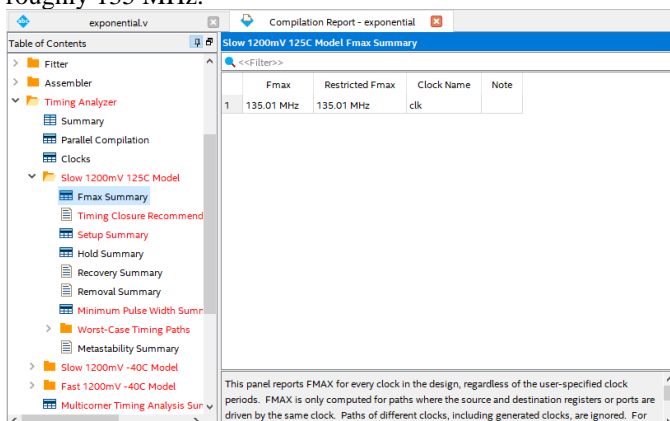 roughly 135 MHz.
exponential.v
Compilation Report - exponential
Table of Contents
Slow 1200mV 125C Model Fmax Summary
<<Filter>>
Fitter
Assembler
Timing Analyzer
Summary
Parallel Compilation
Clocks
Slow 1200mV 125C Model
Fmax Summary
Timing Closure Recommend
Setup Summary
Hold Summary
Recovery Summary
Removal Summary
Minimum Pulse Width Summ
Worst-Case Timing Paths
Metastability Summary
Slow 1200mV -40C Model
Fast 1200mV -40C Model
Multicorner Timing Analysis Sur
Fmax Restricted Fmax Clock Name Note
1 135.01 MHz 135.01 MHz clk
This panel reports FMAX for every clock in the design, regardless of the user-specified clock
periods. FMAX is only computed for paths where the source and destination registers or ports are
driven by the same clock. Paths of different clocks, including generated clocks, are ignored. For